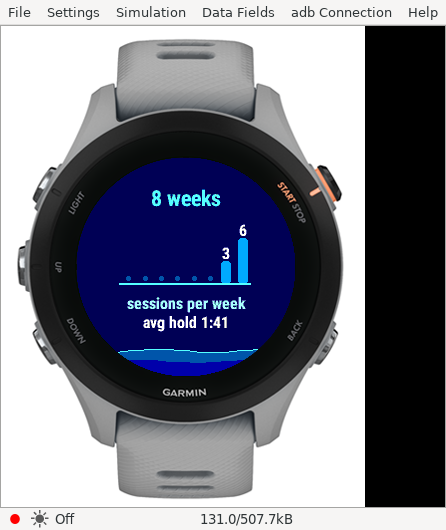 File Settings Simulation Data Fields adb Connection Help
LIGHT
START STOP
8 weeks
6
3
UP
sessions per week
avg hold 1:41
DOWN
BACK
GARMIN
Off 131.0/507.7kB